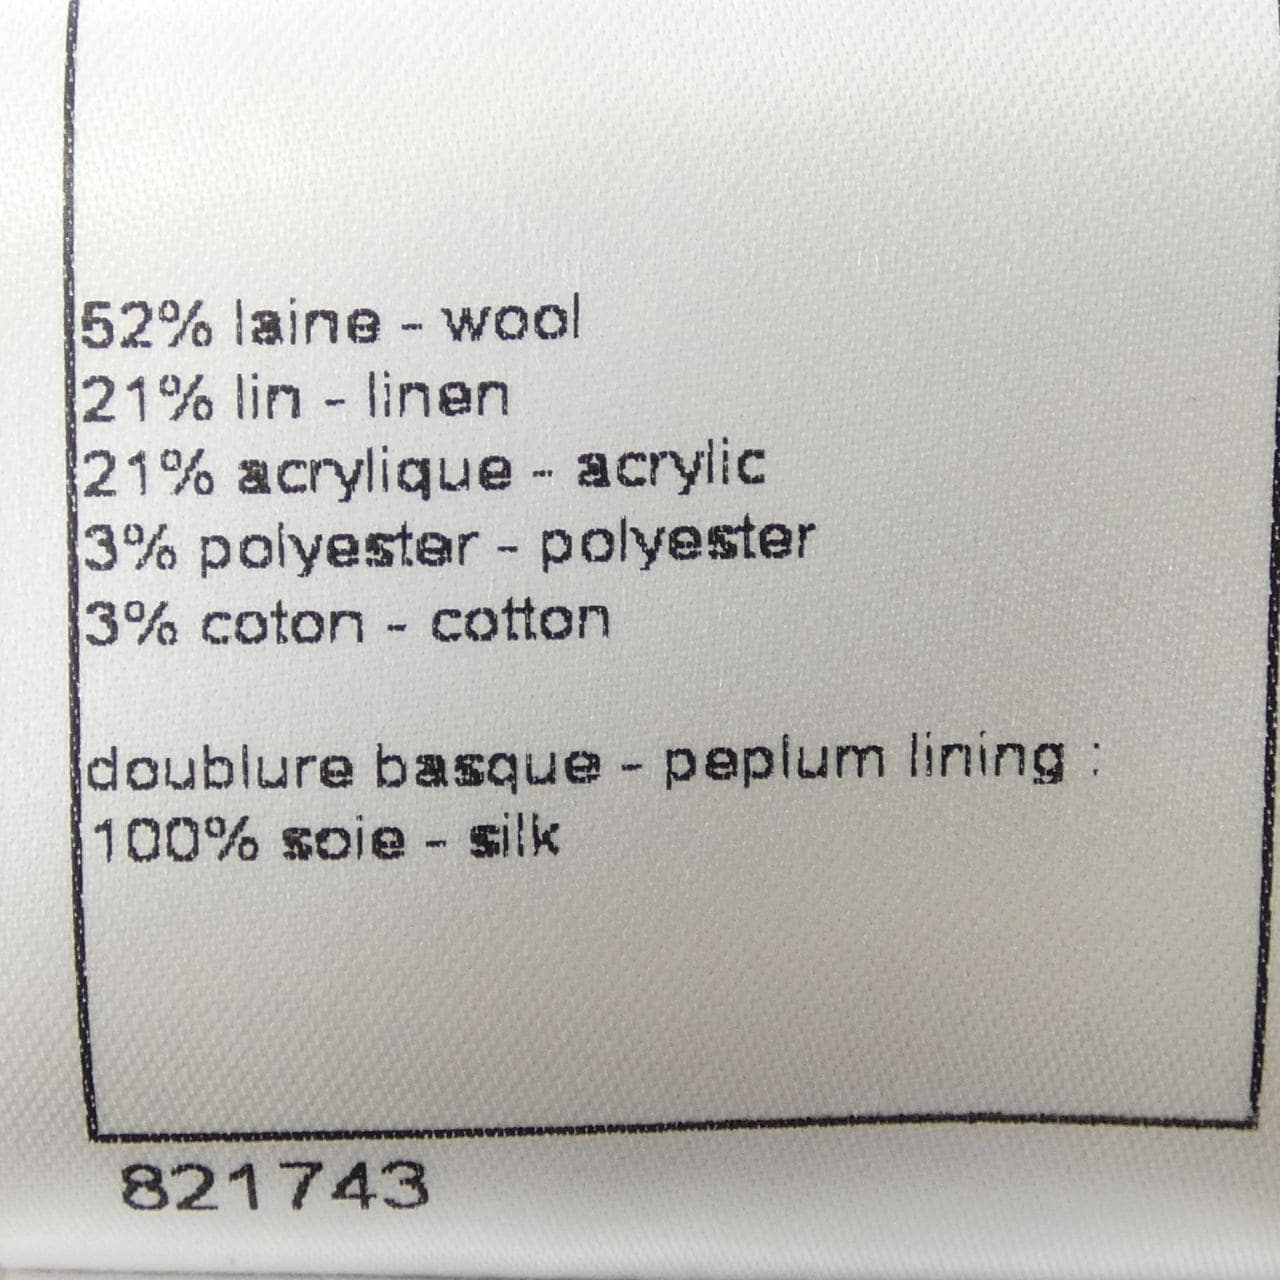 52% laine - wool
21% lin - linen
21% acrylique - acrylic
3% polyester - polyester
3% coton - cotton
doublure basque - peplum lining :
100% soie - silk
821743